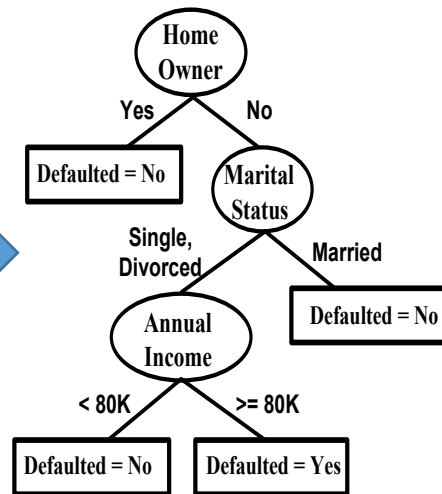 Home
Owner
Yes
No
Defaulted = No
Marital
Status
Single,
Divorced
Married
Annual
Income
Defaulted = No
< 80K
>= 80K
Defaulted = No
Defaulted = Yes